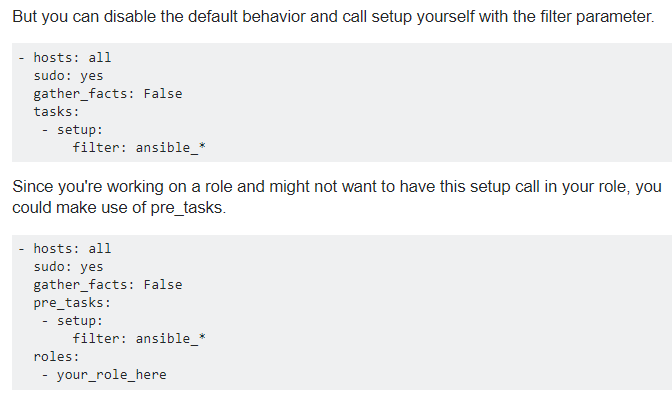 But you can disable the default behavior and call setup yourself with the filter parameter.
- hosts: all
  sudo: yes
  gather_facts: False
  tasks:
   - setup:
       filter: ansible_*
Since you're working on a role and might not want to have this setup call in your role, you
could make use of pre_tasks.
- hosts: all
  sudo: yes
  gather_facts: False
  pre_tasks:
   - setup:
       filter: ansible_*
  roles:
   - your_role_here